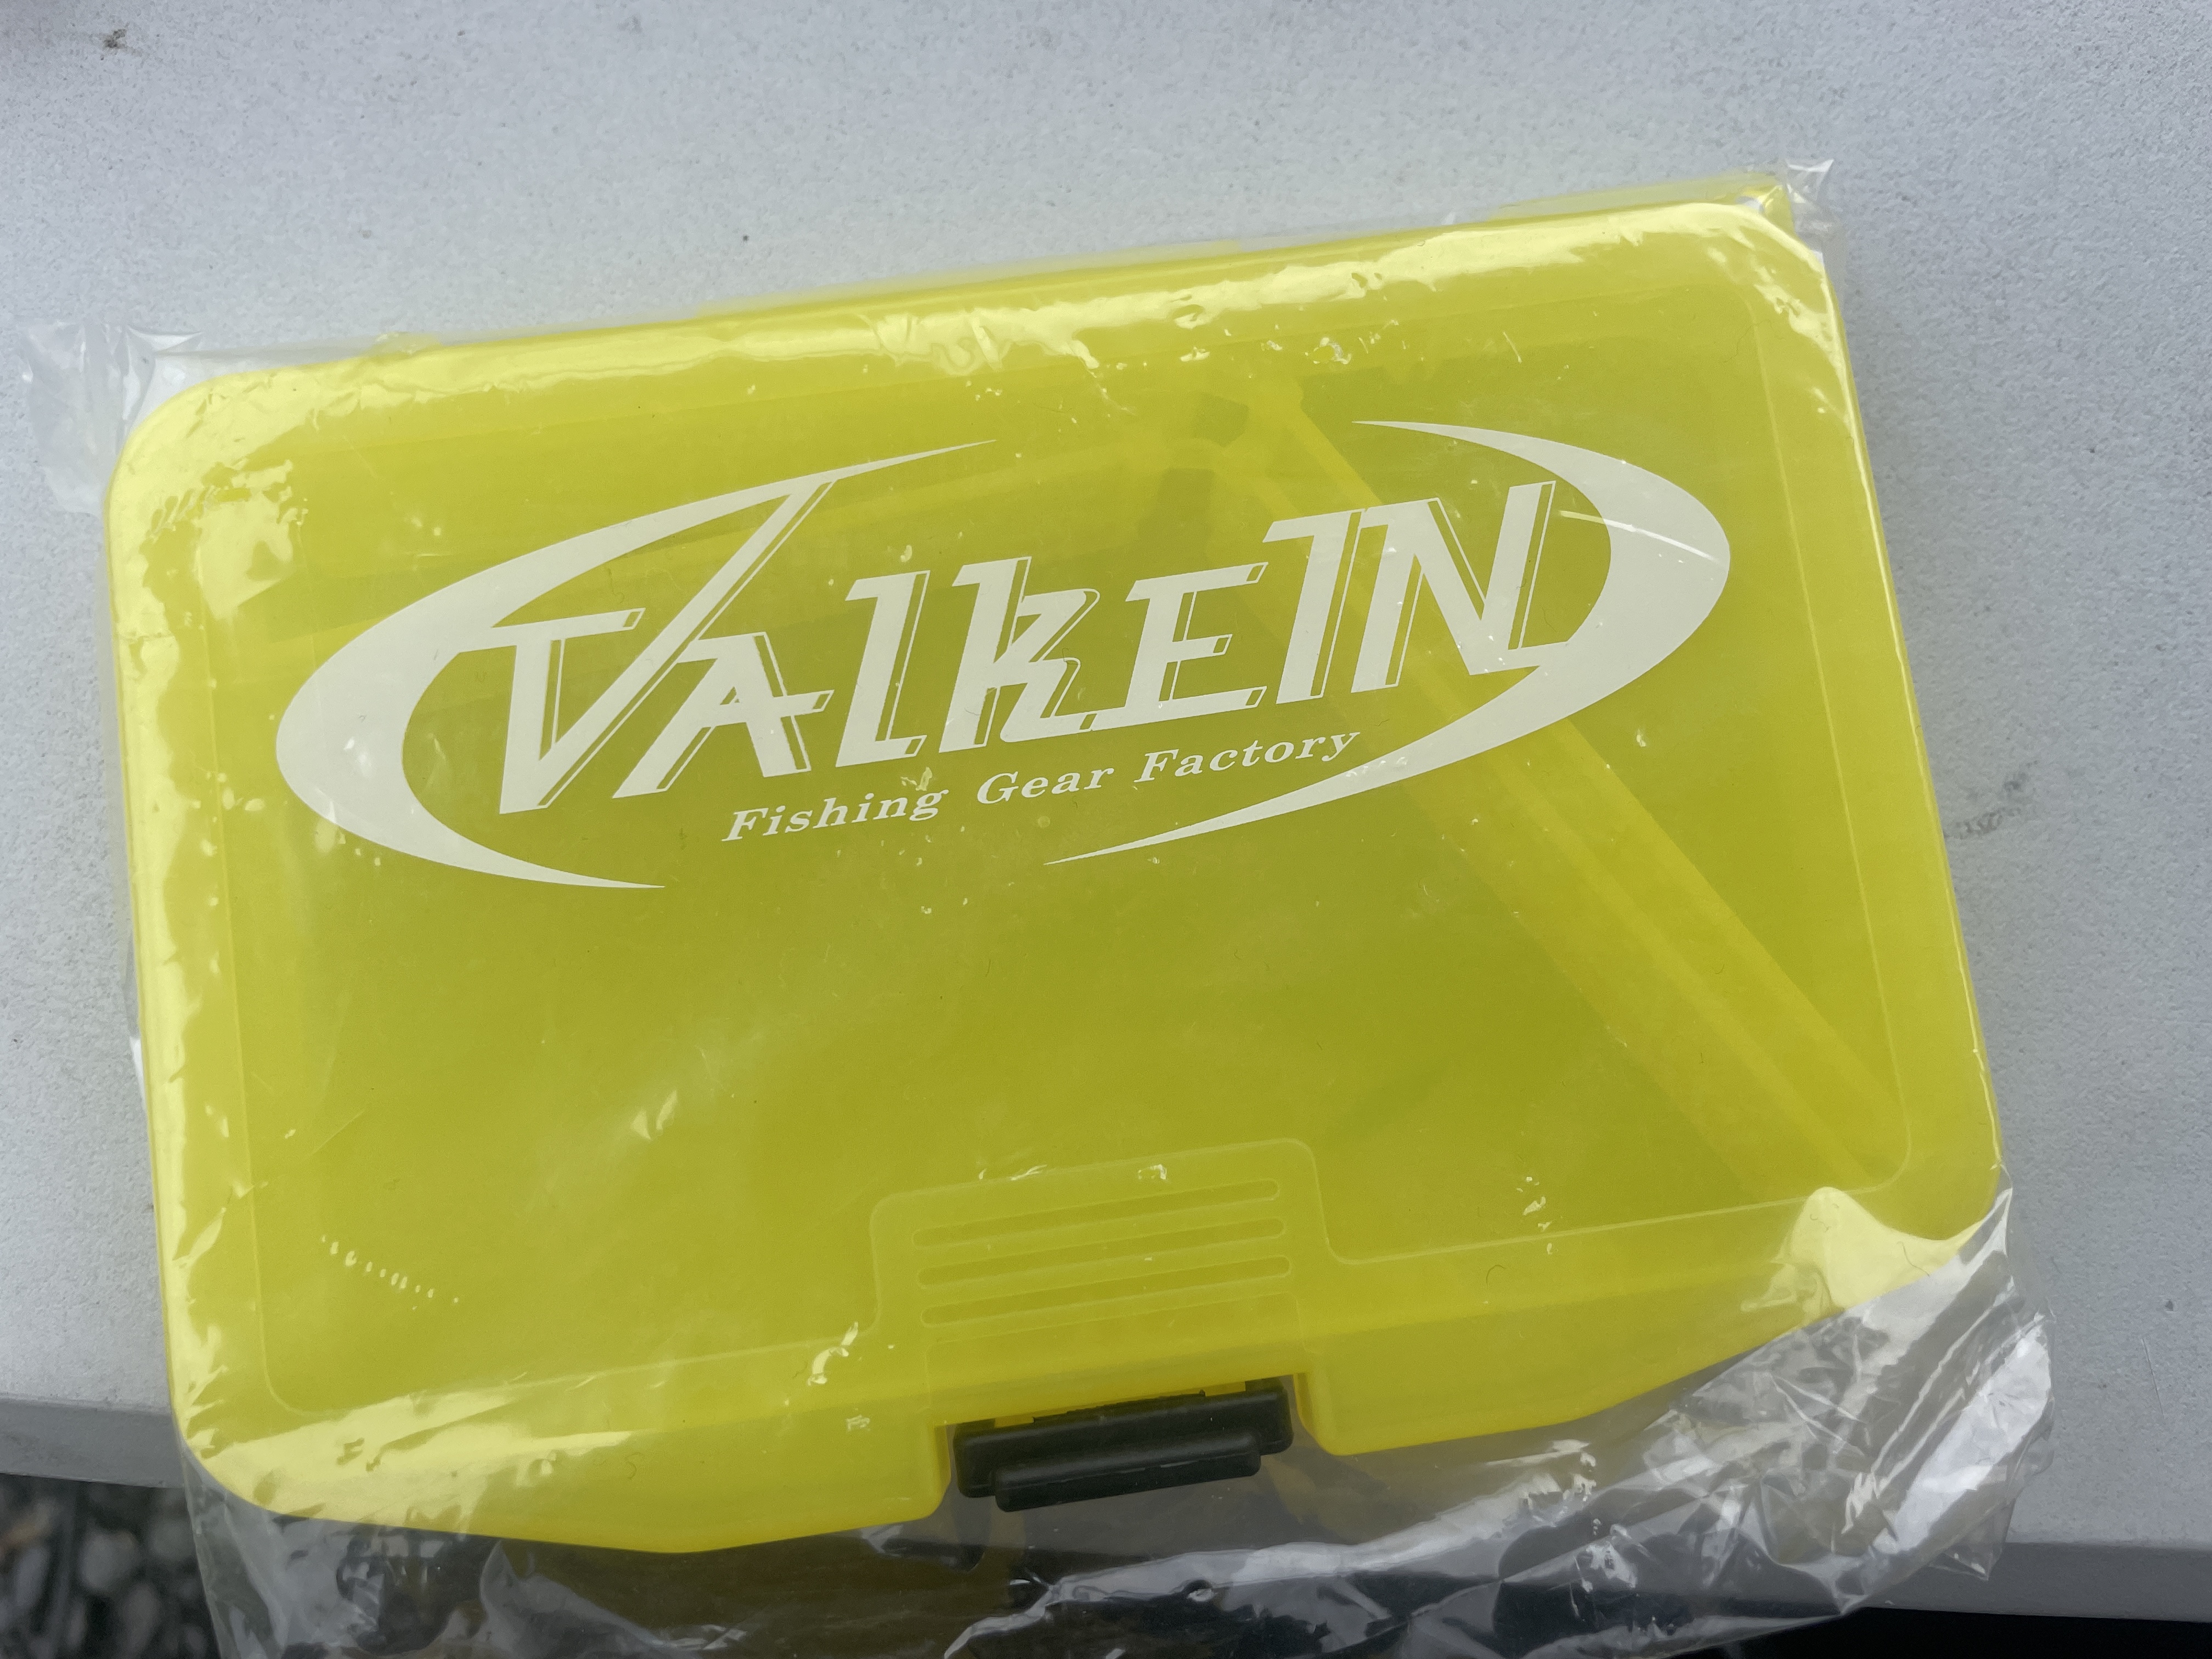 ValkEIN
Fishing Gear Factory